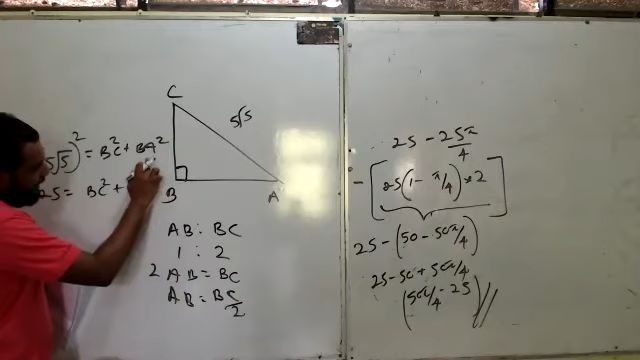 C
5√5
B
A
5√5)² = BC² + BA²
25 = BC² +
AB : BC
1 : 2
2 AB = BC
AB = BC/2
25 - 25π/4
- [25(1 - π/4) × 2]
25 - (50 - 50π/4)
25 - 50 + 50π/4
(50π/4 - 25)//